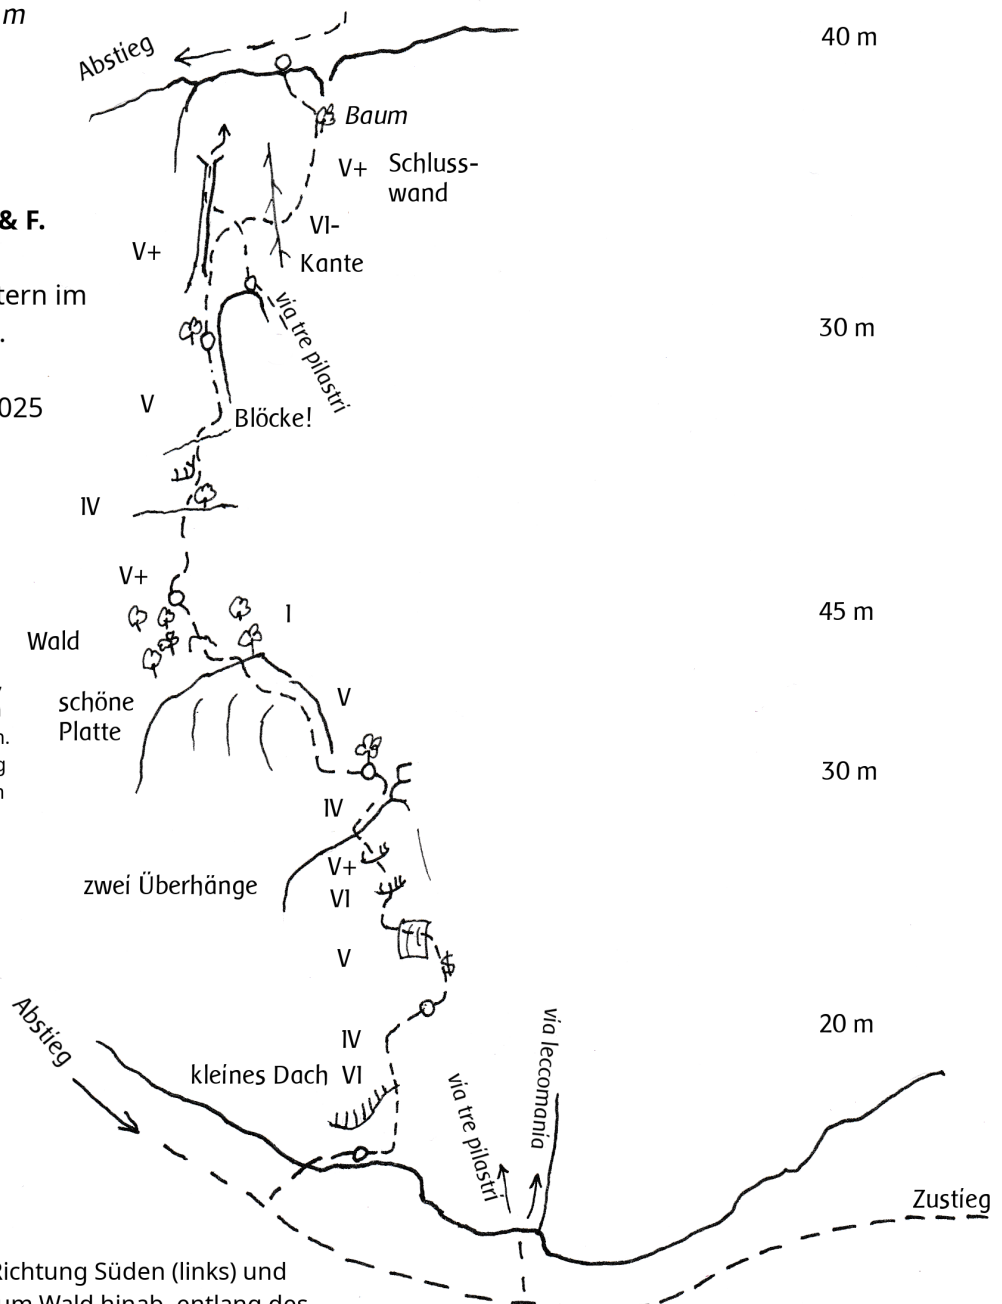 m
40 m
Abstieg
Baum
V+ Schluss-
wand
& F.
VI-
V+
Kante
tern im
via tre pilastri
30 m
.
025
V
Blöcke!
IV
V+
I
45 m
Wald
V
schöne
Platte
n.
g
n
30 m
IV
V+
zwei Überhänge
VI
V
Abstieg
20 m
IV
via leccomania
kleines Dach VI
via tre pilastri
Zustieg
Richtung Süden (links) und
um Wald hinab, entlang des